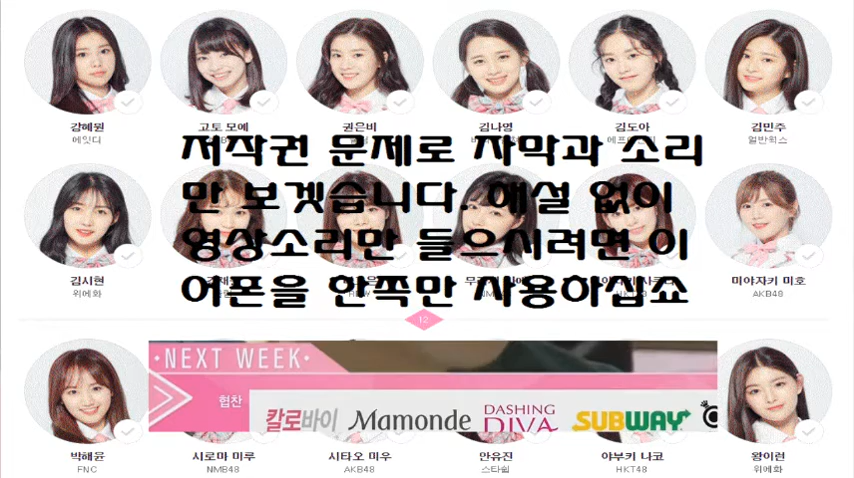 강혜원 고토 모에 권은비 김나영 김도아 김민주
에잇디 얼반웍스
저작권 문제로 자막과 소리
만 보겠습니다. 해설 없이
영상소리만 들으시려면 이
어폰을 한쪽만 사용하십쇼
김시현 미야자키 미호
위에화 AKB48
12
NEXT WEEK
협찬 칼로바이 Mamonde DASHING DIVA SUBWAY
박해윤 시로마 미루 시타오 미우 안유진 야부키 나코 왕이런
FNC NMB48 AKB48 스타쉽 HKT48 위에화